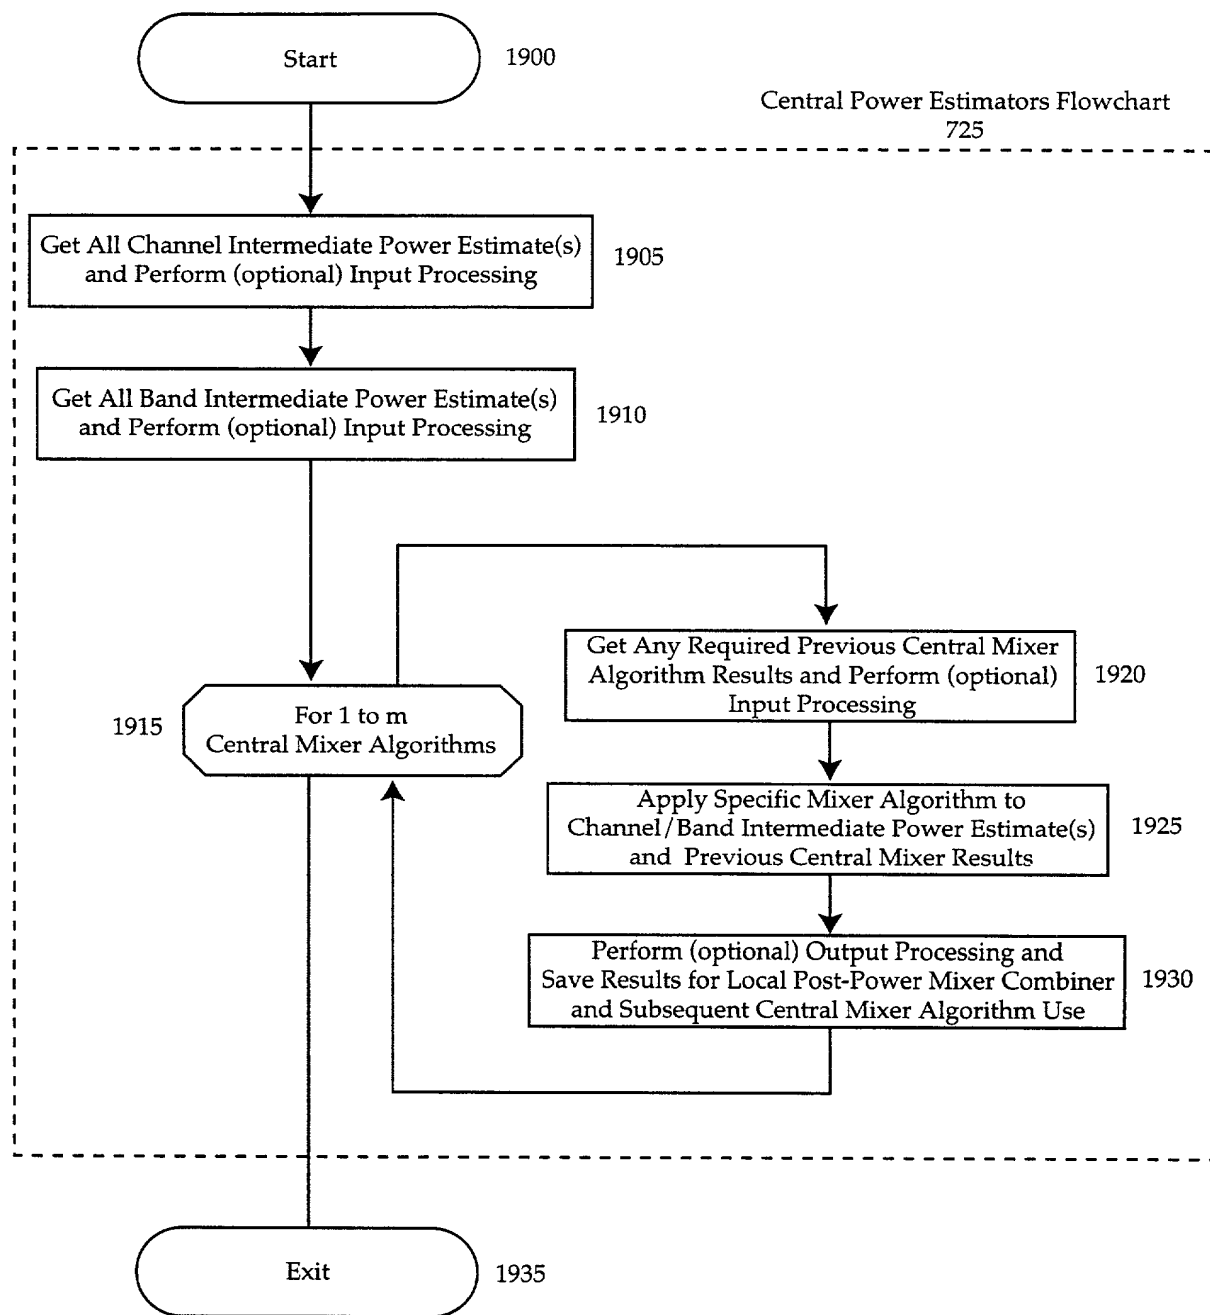 Start
1900
Central Power Estimators Flowchart
725
Get All Channel Intermediate Power Estimate(s)
and Perform (optional) Input Processing
1905
Get All Band Intermediate Power Estimate(s)
and Perform (optional) Input Processing
1910
Get Any Required Previous Central Mixer
Algorithm Results and Perform (optional)
Input Processing
1920
1915
For 1 to m
Central Mixer Algorithms
Apply Specific Mixer Algorithm to
Channel/Band Intermediate Power Estimate(s)
and Previous Central Mixer Results
1925
Perform (optional) Output Processing and
Save Results for Local Post-Power Mixer Combiner
and Subsequent Central Mixer Algorithm Use
1930
Exit
1935